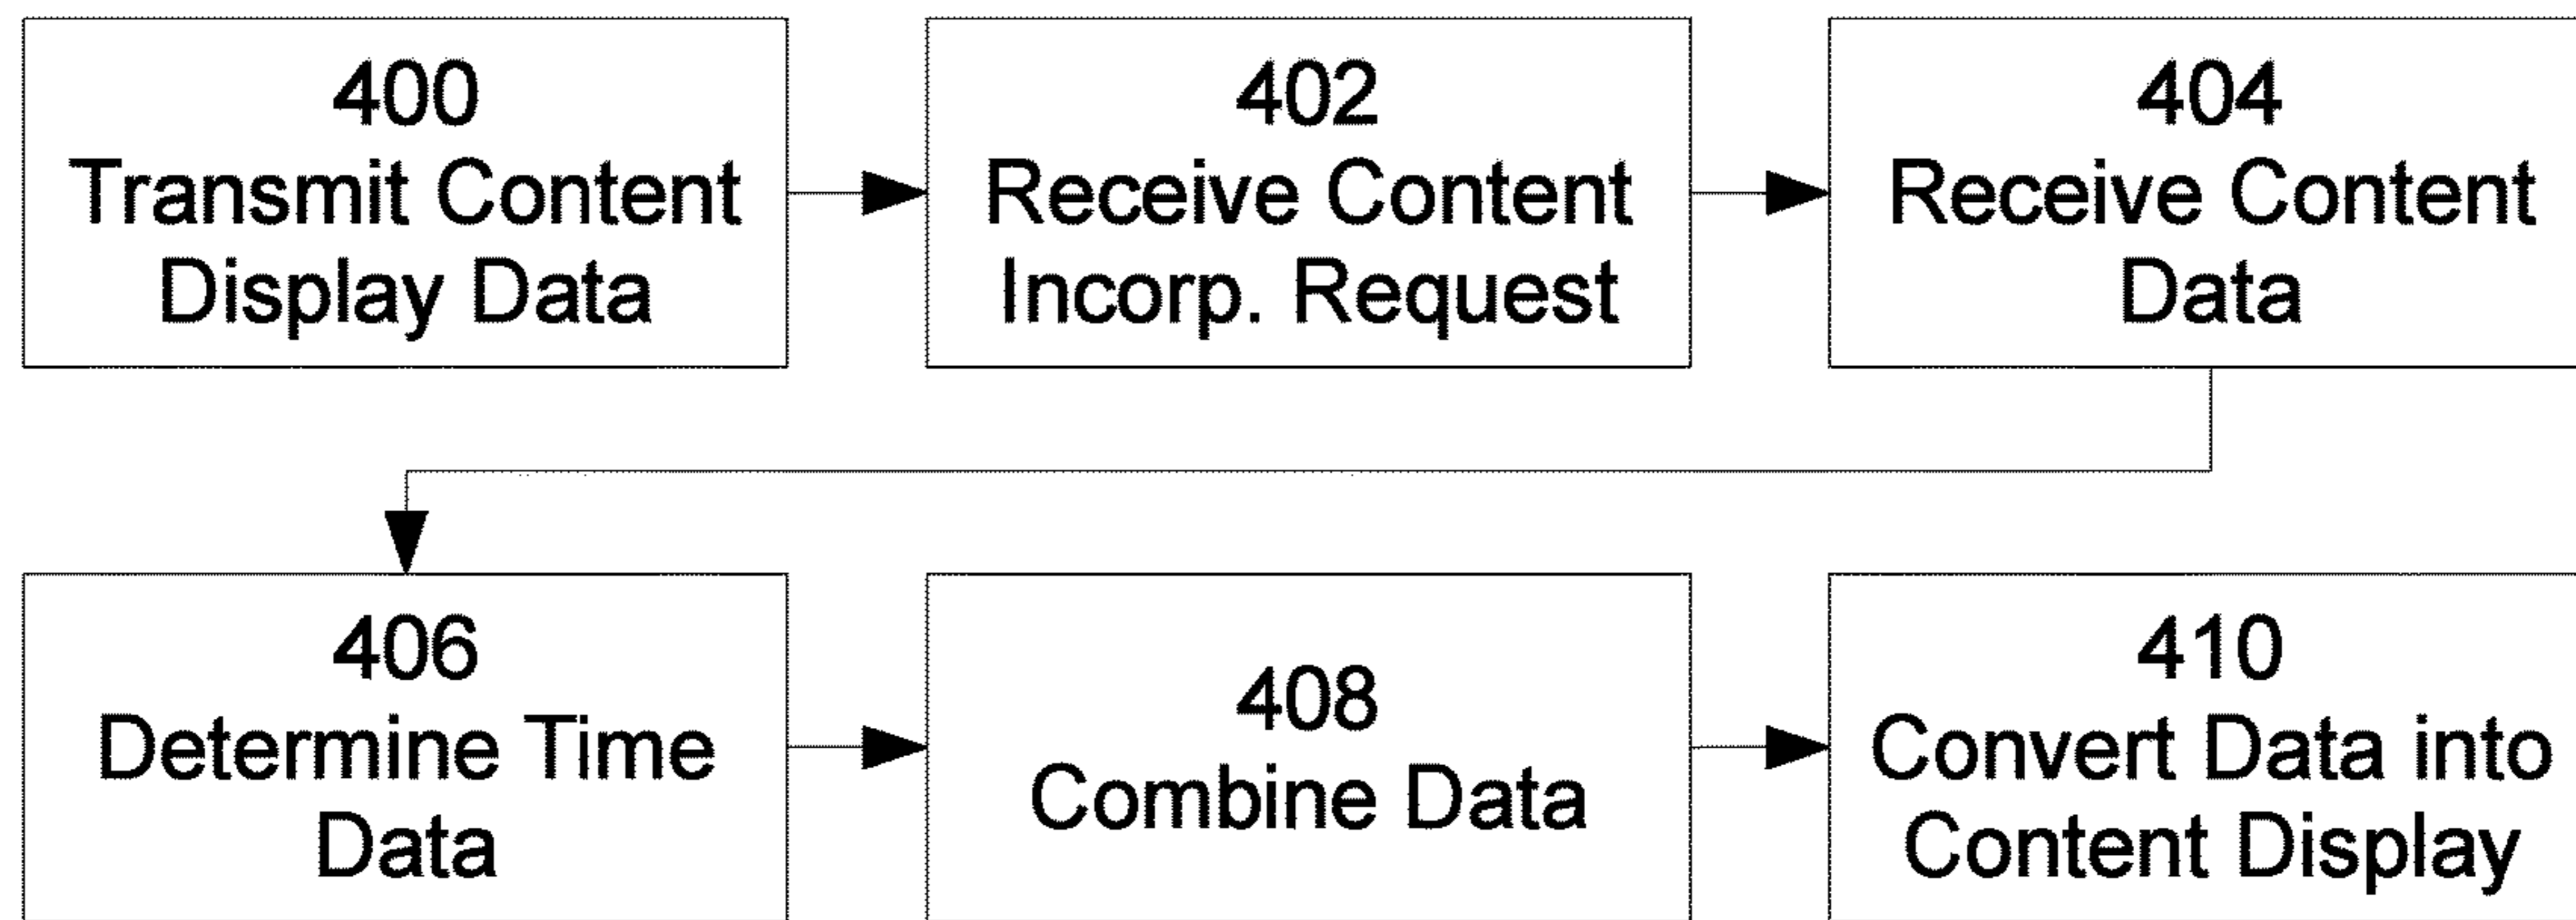 400
Transmit Content
Display Data
402
Receive Content
Incorp. Request
404
Receive Content
Data
406
Determine Time
Data
408
Combine Data
410
Convert Data into
Content Display